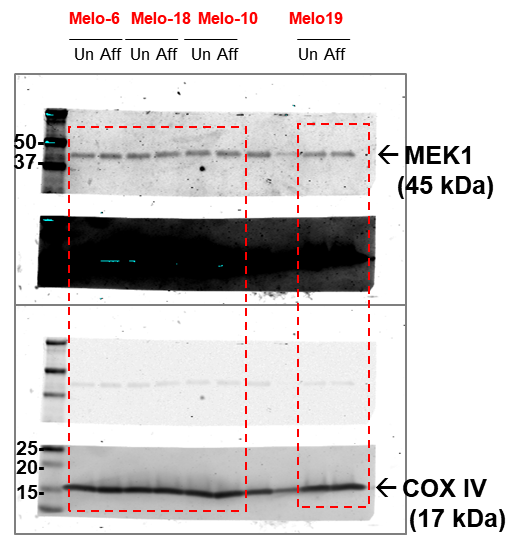 Melo-6 Melo-18 Melo-10 Melo19
Un Aff Un Aff Un Aff Un Aff
50-
37-
MEK1
(45 kDa)
25-
20-
15-
COX IV
(17 kDa)